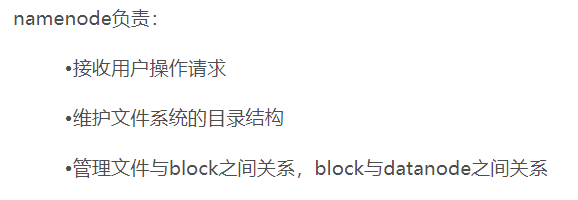 namenode负责：
•接收用户操作请求
•维护文件系统的目录结构
•管理文件与block之间关系，block与datanode之间关系